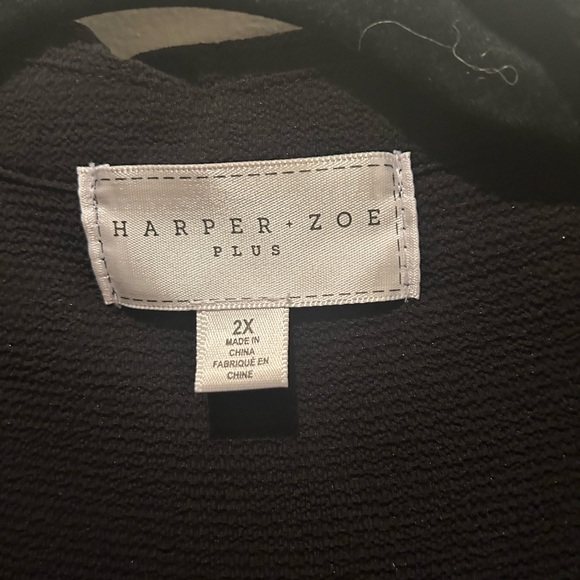 HARPER + ZOE
PLUS
2X
MADE IN
CHINA
FABRIQUÉ EN
CHINE